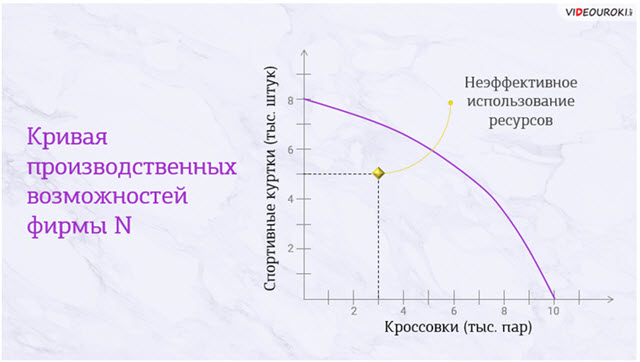 VIDEOUROKI
Кривая
производственных
возможностей
фирмы N
Неэффективное
использование
ресурсов
Спортивные куртки (тыс. штук)
8
6
4
2
2 4 6 8 10
Кроссовки (тыс. пар)